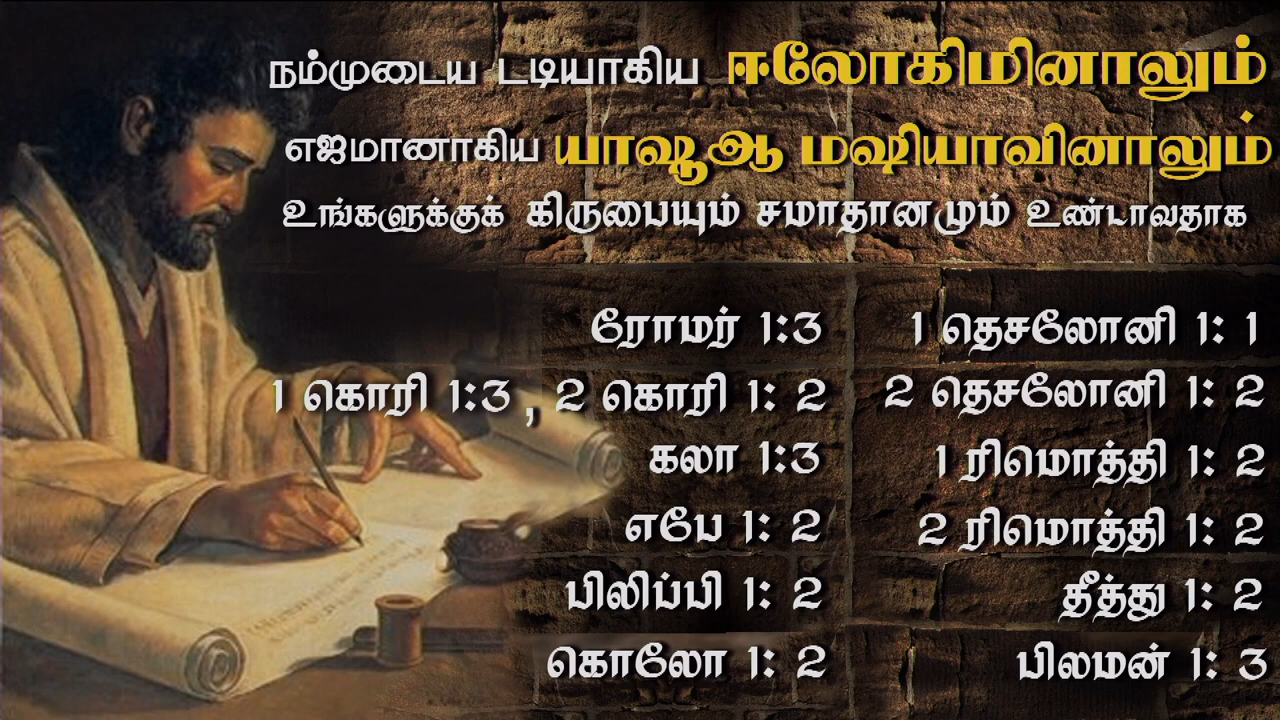 நம்முடைய டடியாகிய ஈலோகிமினாலும்
எஜமானாகிய யாஷூஆ மஷியாவினாலும்
உங்களுக்குக் கிருபையும் சமாதானமும் உண்டாவதாக
ரோமர் 1:3
1 கொரி 1:3 , 2 கொரி 1: 2
கலா 1:3
எபே 1: 2
பிலிப்பி 1: 2
கொலோ 1: 2
1 தெசலோனி 1: 1
2 தெசலோனி 1: 2
1 ரிமொத்தி 1: 2
2 ரிமொத்தி 1: 2
தீத்து 1: 2
பிலமன் 1: 3